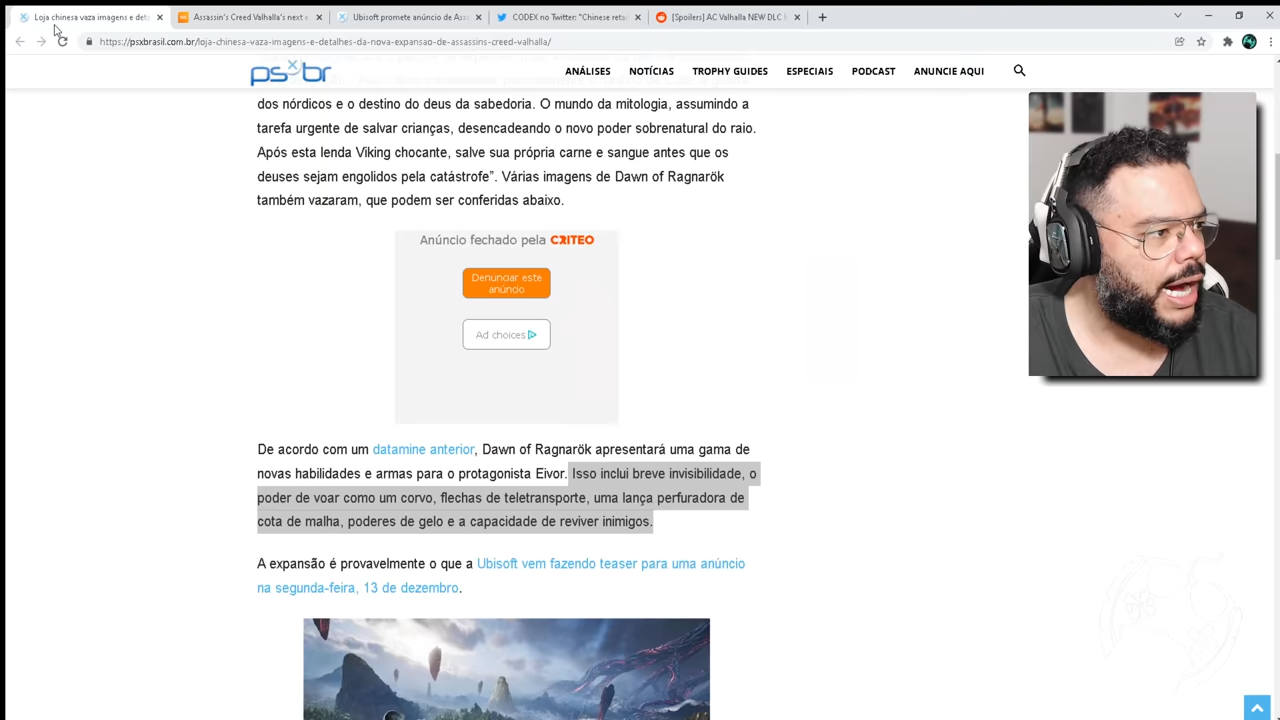 Loja chinesa vaza imagens e deta
Assassin's Creed Valhalla's next e
Ubisoft promete anúncio de Assa
CODEX no Twitter: "Chinese reta
[Spoilers] AC Valhalla NEW DLC l
https://psxbrasil.com.br/loja-chinesa-vaza-imagens-e-detalhes-da-nova-expansao-de-assassins-creed-valhalla/
psxbr
ANÁLISES
NOTÍCIAS
TROPHY GUIDES
ESPECIAIS
PODCAST
ANUNCIE AQUI
dos nórdicos e o destino do deus da sabedoria. O mundo da mitologia, assumindo a
tarefa urgente de salvar crianças, desencadeando o novo poder sobrenatural do raio.
Após esta lenda Viking chocante, salve sua própria carne e sangue antes que os
deuses sejam engolidos pela catástrofe”. Várias imagens de Dawn of Ragnarök
também vazaram, que podem ser conferidas abaixo.
Anúncio fechado pela CRITEO
Denunciar este
anúncio
Ad choices
De acordo com um datamine anterior, Dawn of Ragnarök apresentará uma gama de
novas habilidades e armas para o protagonista Eivor. Isso inclui breve invisibilidade, o
poder de voar como um corvo, flechas de teletransporte, uma lança perfuradora de
cota de malha, poderes de gelo e a capacidade de reviver inimigos.
A expansão é provavelmente o que a Ubisoft vem fazendo teaser para uma anúncio
na segunda-feira, 13 de dezembro.